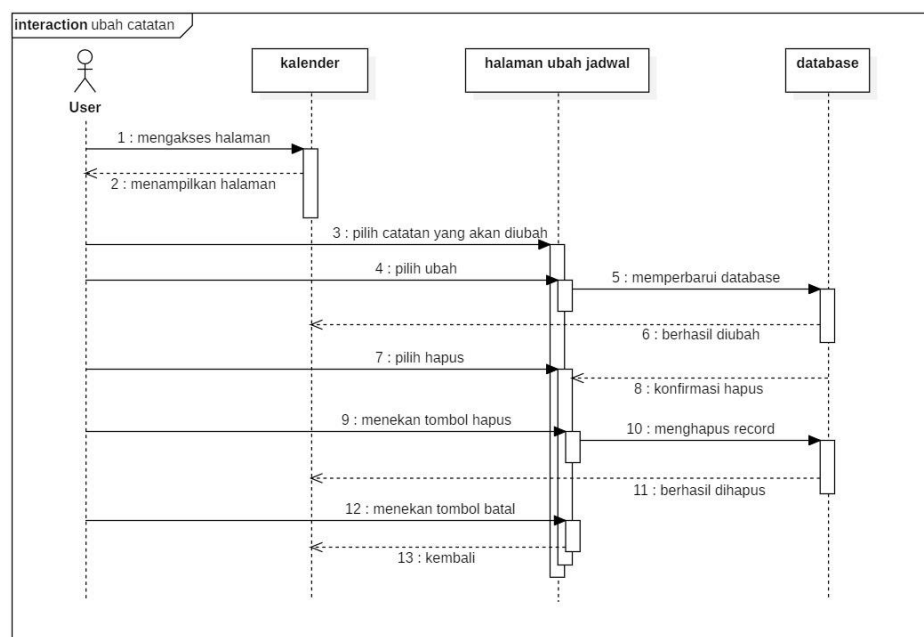 interaction ubah catatan
kalender
halaman ubah jadwal
database
User
1 : mengakses halaman
2 : menampilkan halaman
3 : pilih catatan yang akan diubah
4 : pilih ubah
5 : memperbarui database
6 : berhasil diubah
7 : pilih hapus
8 : konfirmasi hapus
9 : menekan tombol hapus
10 : menghapus record
11 : berhasil dihapus
12 : menekan tombol batal
13 : kembali